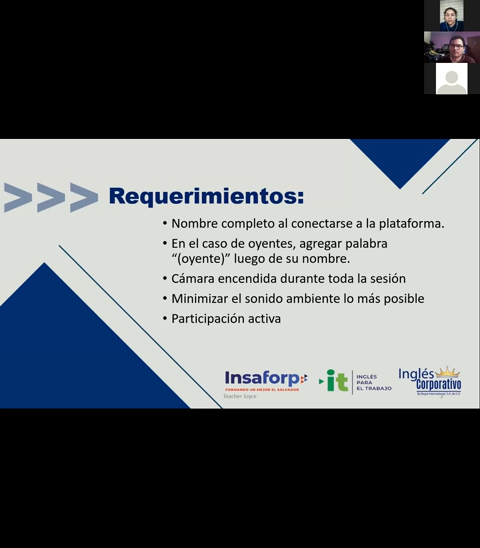 >>> Requerimientos:
• Nombre completo al conectarse a la plataforma.
• En el caso de oyentes, agregar palabra
“(oyente)” luego de su nombre.
• Cámara encendida durante toda la sesión
• Minimizar el sonido ambiente lo más posible
• Participación activa
Insaforp
FORMANDO UN MEJOR EL SALVADOR
Teacher Joyce
it
INGLÉS
PARA
EL TRABAJO
Inglés
Corporativo